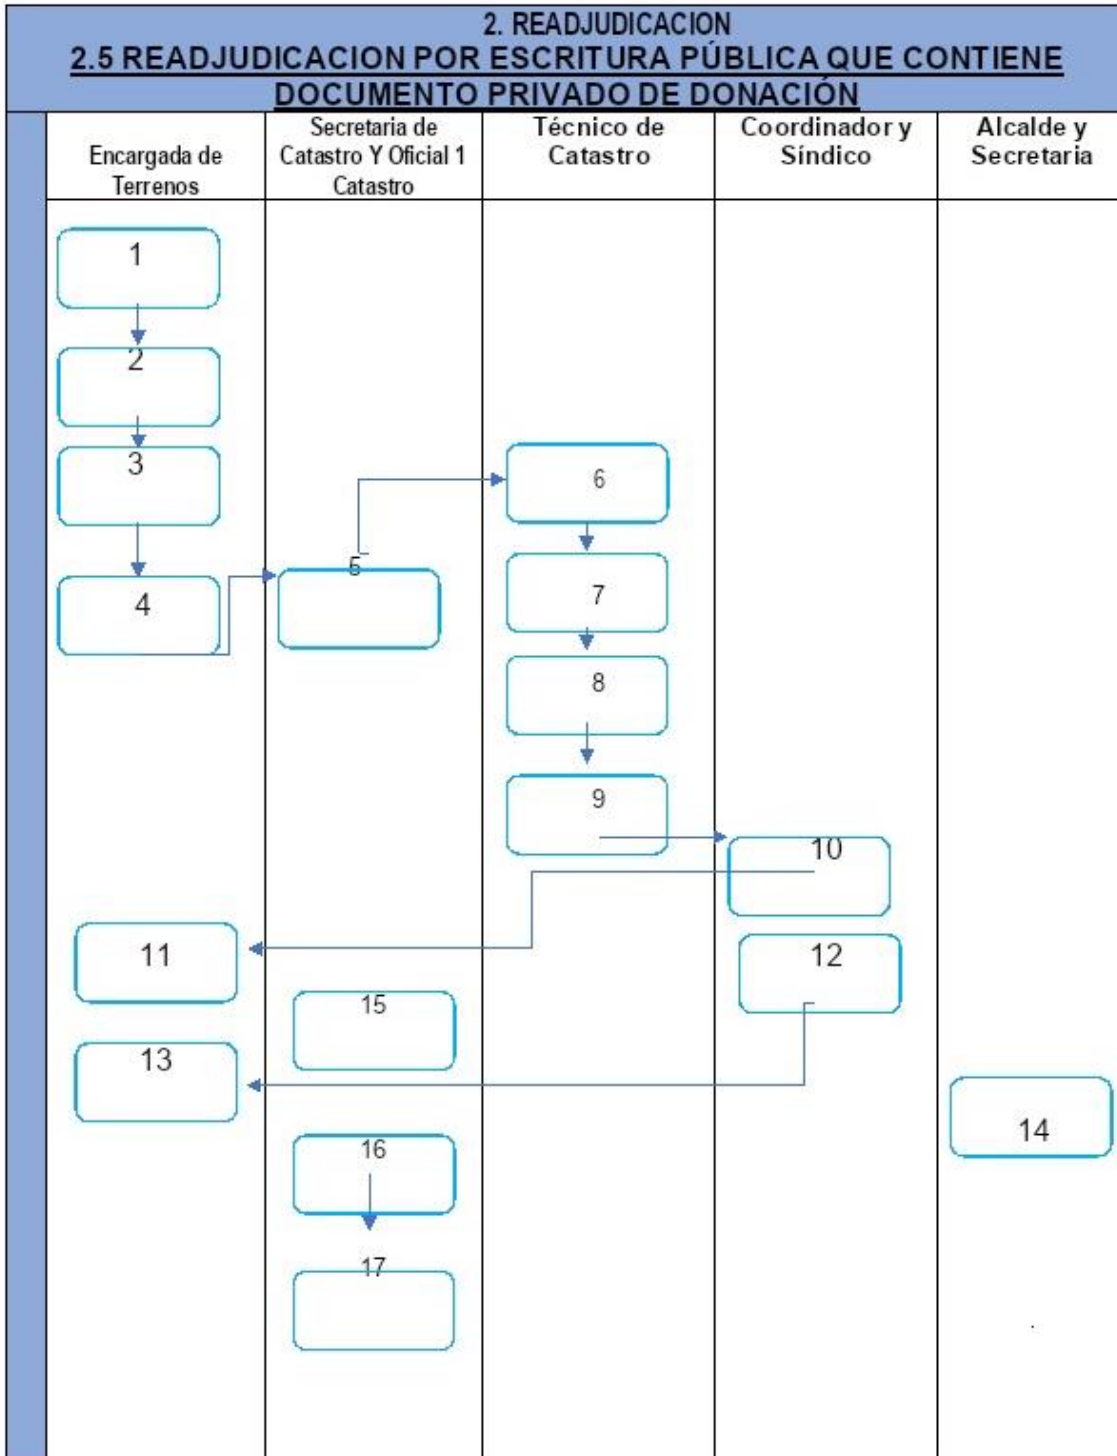 2. READJUDICACION
2.5 READJUDICACION POR ESCRITURA PÚBLICA QUE CONTIENE
DOCUMENTO PRIVADO DE DONACIÓN
Encargada de
Terrenos
Secretaria de
Catastro Y Oficial 1
Catastro
Técnico de
Catastro
Coordinador y
Síndico
Alcalde y
Secretaria
1
2
3
4
5
6
7
8
9
10
11
12
13
14
15
16
17